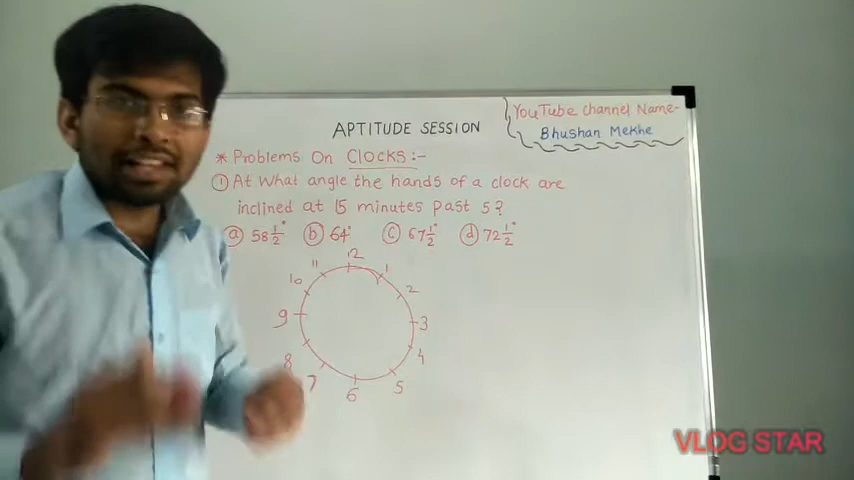 APTITUDE SESSION
YouTube Channel Name-
Bhushan Mekhe
* Problems On Clocks:-
① At What angle the hands of a clock are
inclined at 15 minutes past 5?
ⓐ 58 1/2° ⓑ 64° ⓒ 67 1/2° ⓓ 72 1/2°
12
11 1
10 2
9 3
8 4
7 5
6
VLOG STAR